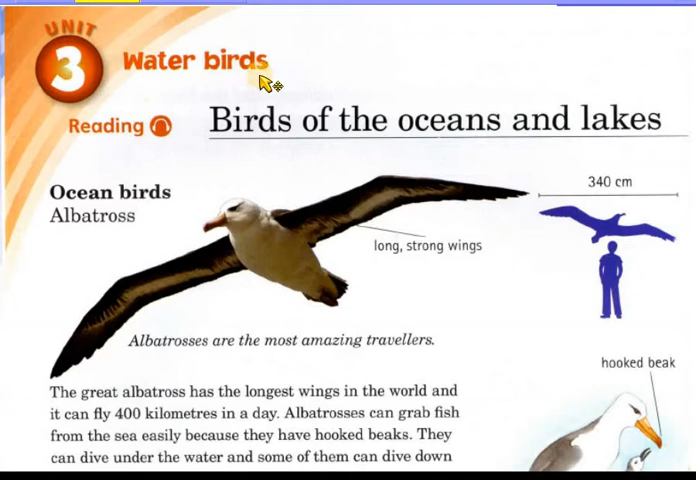 UNIT
3 Water birds
Reading
Birds of the oceans and lakes
Ocean birds
Albatross
340 cm
long, strong wings
Albatrosses are the most amazing travellers.
hooked beak
The great albatross has the longest wings in the world and
it can fly 400 kilometres in a day. Albatrosses can grab fish
from the sea easily because they have hooked beaks. They
can dive under the water and some of them can dive down